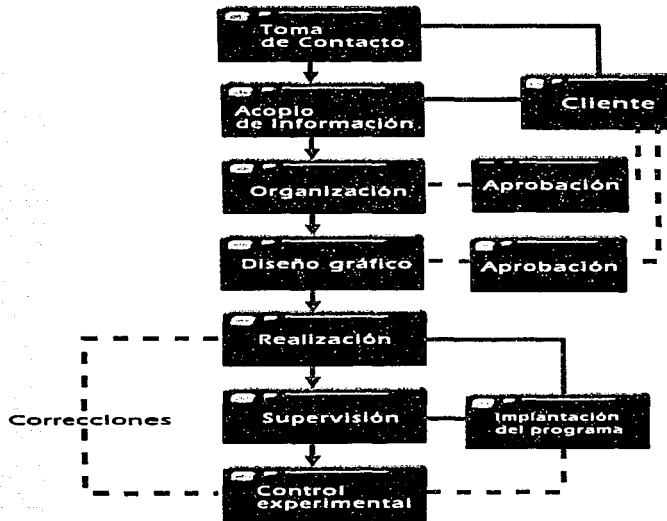 Toma
de Contacto
Acopio
de Información
Cliente
Organización
Aprobación
Diseño gráfico
Aprobación
Realización
Correcciones
Supervisión
Implantación
del programa
Control
experimental